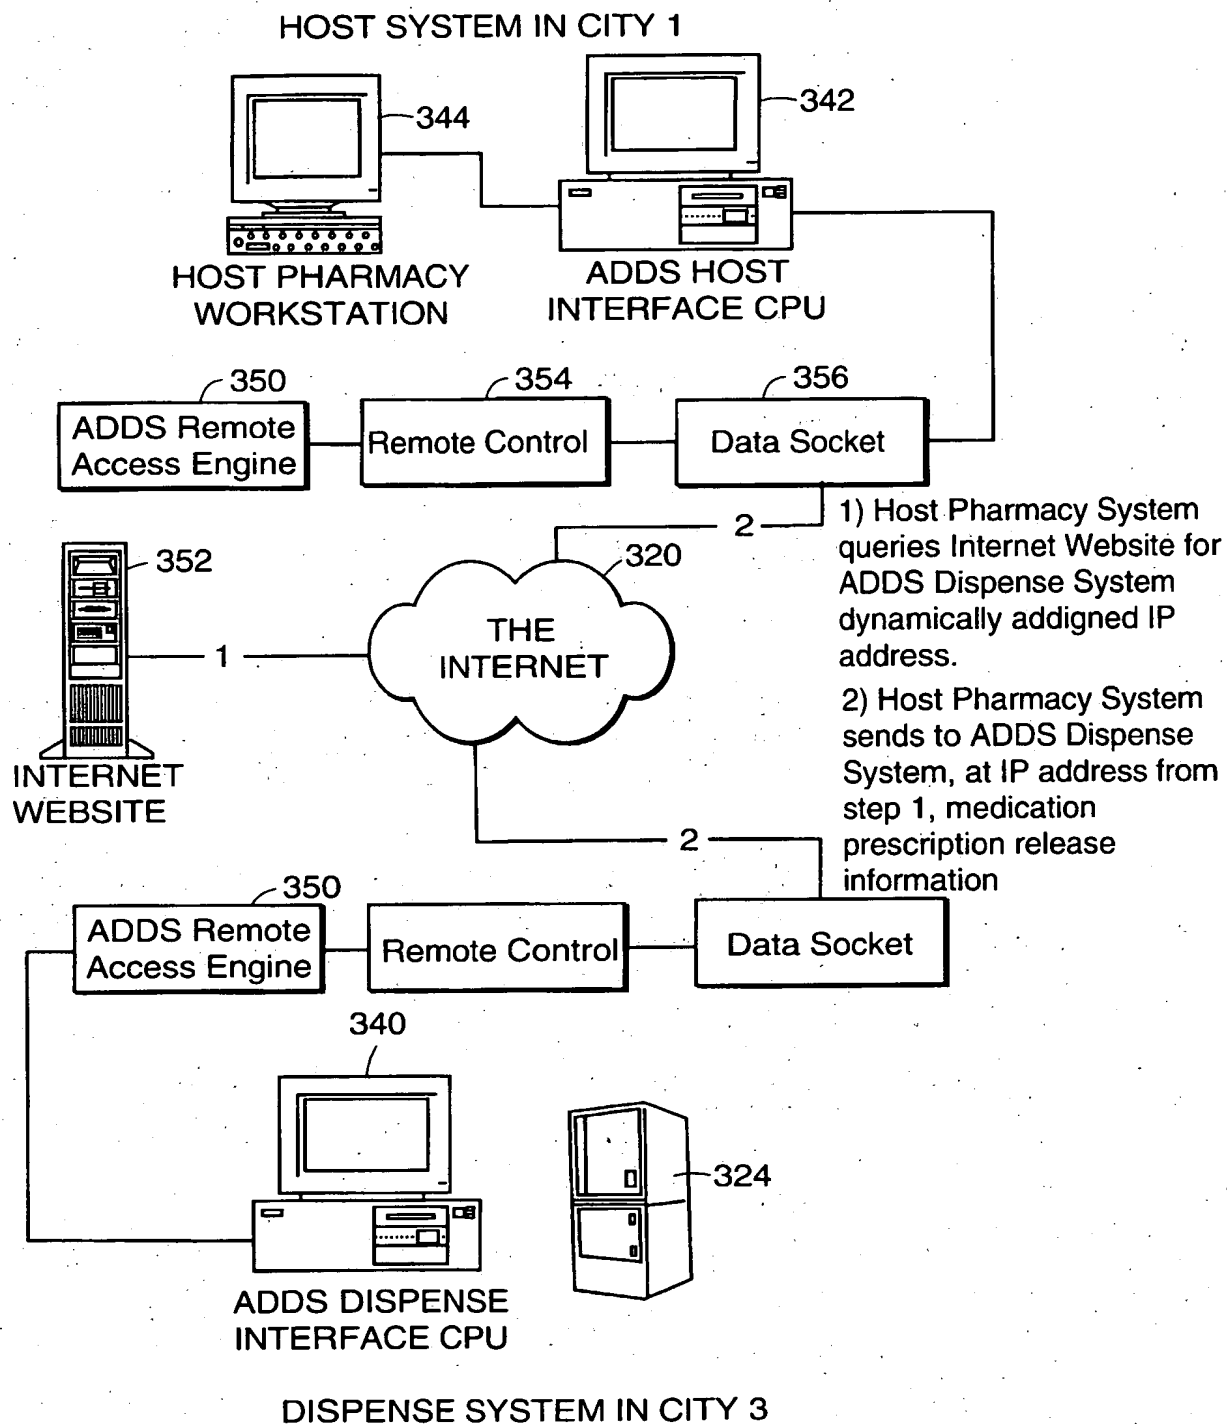 HOST SYSTEM IN CITY 1
344
342
HOST PHARMACY
WORKSTATION
ADDS HOST
INTERFACE CPU
350
354
356
ADDS Remote
Access Engine
Remote Control
Data Socket
2
1) Host Pharmacy System
queries Internet Website for
ADDS Dispense System
dynamically addigned IP
address.
352
320
THE
INTERNET
1
2) Host Pharmacy System
sends to ADDS Dispense
System, at IP address from
step 1, medication
prescription release
information
INTERNET
WEBSITE
2
350
ADDS Remote
Access Engine
Remote Control
Data Socket
340
324
ADDS DISPENSE
INTERFACE CPU
DISPENSE SYSTEM IN CITY 3